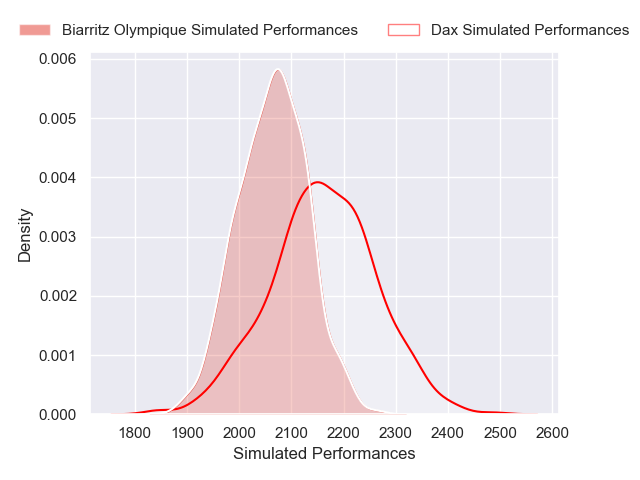 Biarritz Olympique Simulated Performances
Dax Simulated Performances
0.006
0.005
0.004
0.003
0.002
0.001
0.000
Density
1800 1900 2000 2100 2200 2300 2400 2500 2600
Simulated Performances